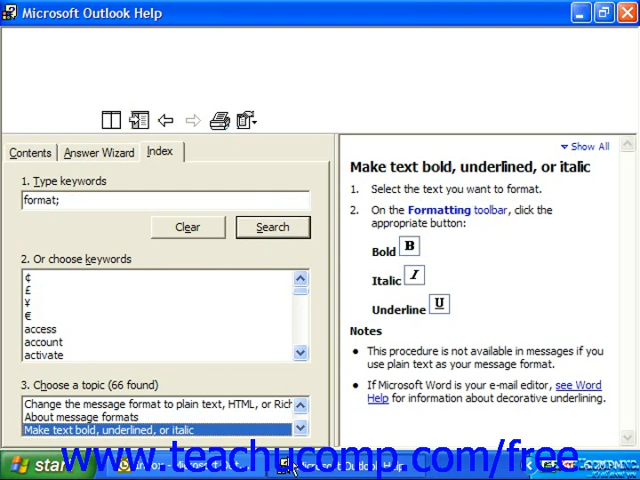 Microsoft Outlook Help
Contents
Answer Wizard
Index
1. Type keywords
format;
Clear
Search
2. Or choose keywords
¢
£
¥
€
access
account
activate
3. Choose a topic (66 found)
Change the message format to plain text, HTML, or Rich
About message formats
Make text bold, underlined, or italic
Show All
Make text bold, underlined, or italic
1. Select the text you want to format.
2. On the Formatting toolbar, click the
appropriate button:
Bold B
Italic I
Underline U
Notes
• This procedure is not available in messages if you
use plain text as your message format.
• If Microsoft Word is your e-mail editor, see Word
Help for information about decorative underlining.
start
Microsoft Outlook Help
www.teachucomp.com/free